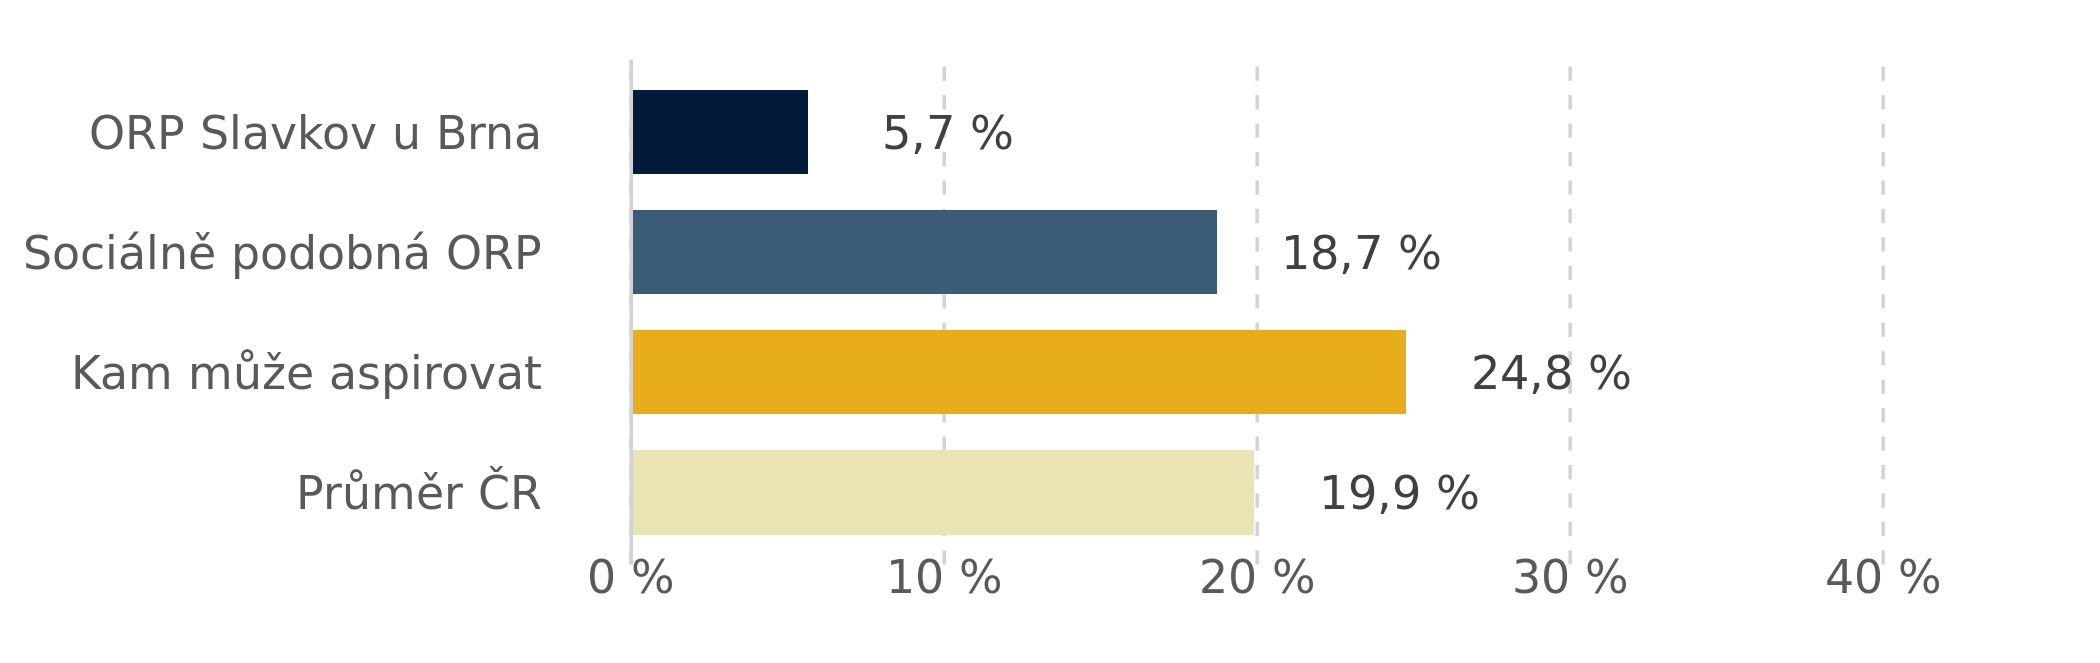 ORP Slavkov u Brna 5,7 %
Sociálně podobná ORP 18,7 %
Kam může aspirovat 24,8 %
Průměr ČR 19,9 %
0 % 10 % 20 % 30 % 40 %